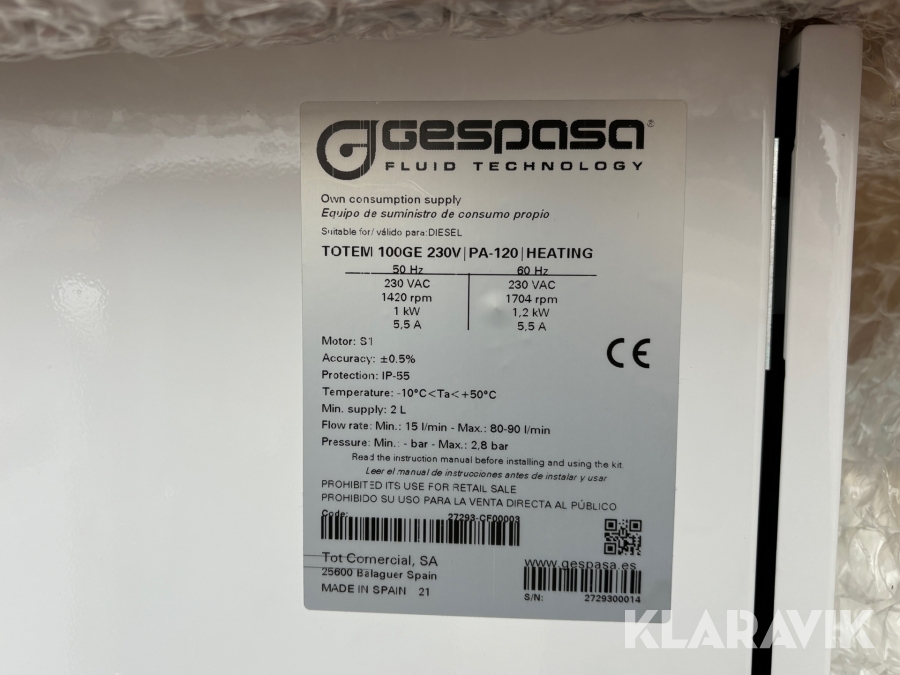 GESPASA®
FLUID TECHNOLOGY
Own consumption supply
Equipo de suministro de consumo propio
Suitable for/ válido para:DIESEL
TOTEM 100GE 230V|PA-120|HEATING
50 Hz 60 Hz
230 VAC 230 VAC
1420 rpm 1704 rpm
1 kW 1,2 kW
5,5 A 5,5 A
Motor: S1
CE
Accuracy: ±0.5%
Protection: IP-55
Temperature: -10°C<Ta<+50°C
Min. supply: 2 L
Flow rate: Min.: 15 l/min - Max.: 80-90 l/min
Pressure: Min.: - bar - Max.: 2,8 bar
Read the instruction manual before installing and using the kit.
Leer el manual de instrucciones antes de instalar y usar
PROHIBITED ITS USE FOR RETAIL SALE
PROHIBIDO SU USO PARA LA VENTA DIRECTA AL PÚBLICO
Code: 27293-CF00003
Tot Comercial, SA
www.gespasa.es
25600 Balaguer Spain
MADE IN SPAIN 21
S/N: 2729300014
KLARAVIK